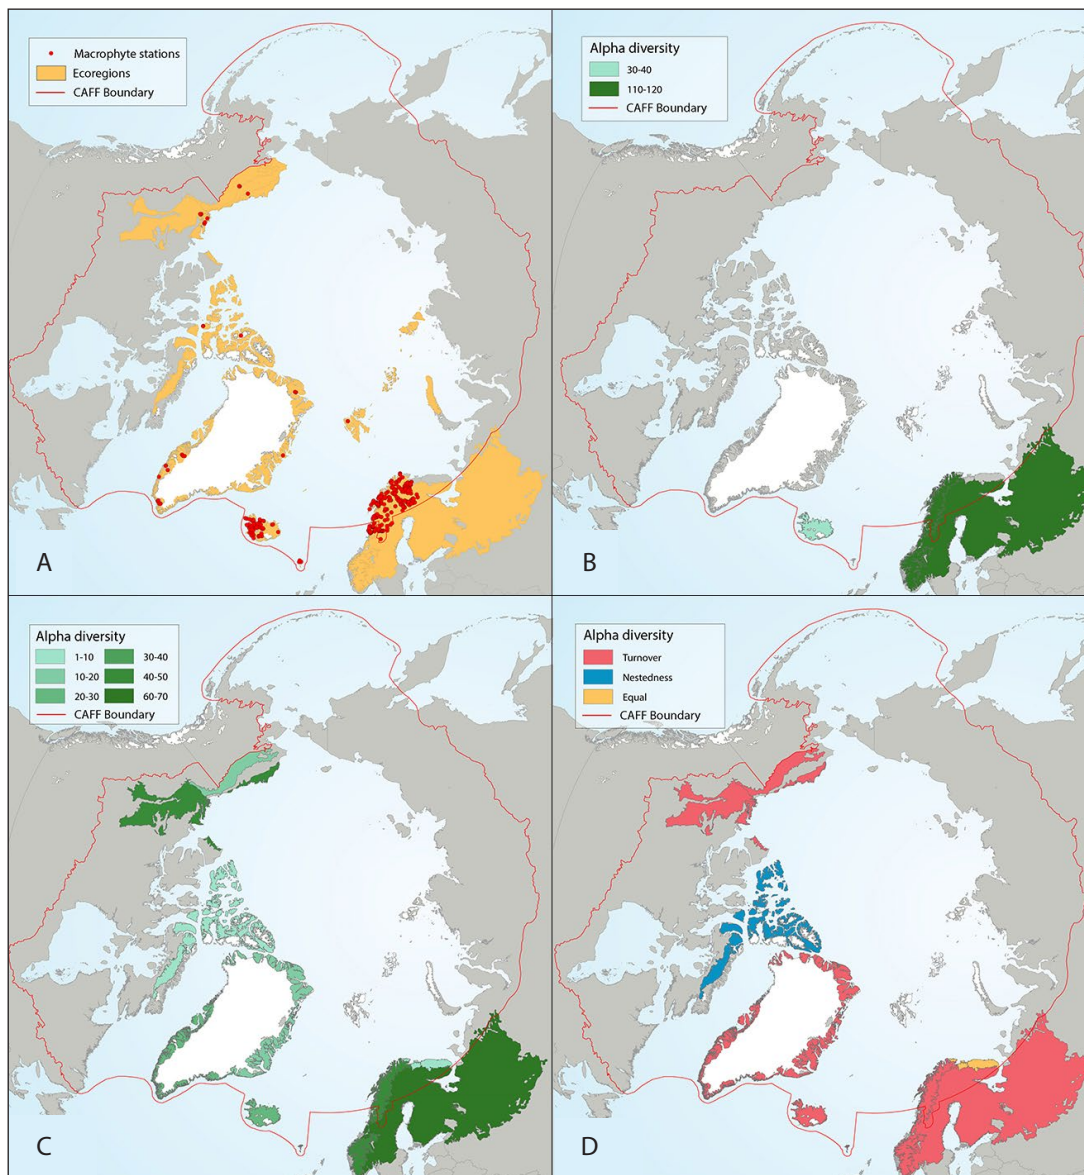 Macrophyte stations
Ecoregions
CAFF Boundary
A
Alpha diversity
30-40
110-120
CAFF Boundary
B
Alpha diversity
1-10 30-40
10-20 40-50
20-30 60-70
CAFF Boundary
C
Alpha diversity
Turnover
Nestedness
Equal
CAFF Boundary
D